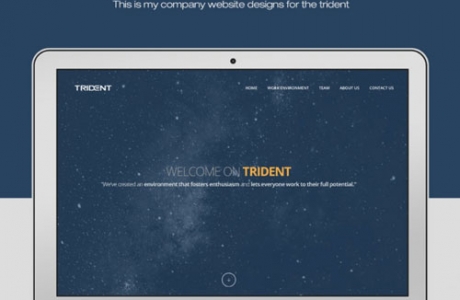 This is my company website designs for the trident
TRIDENT
HOME WORK ENVIRONMENT TEAM ABOUT US CONTACT US
WELCOME ON TRIDENT
"We've created an environment that fosters enthusiasm and lets everyone work to their full potential."